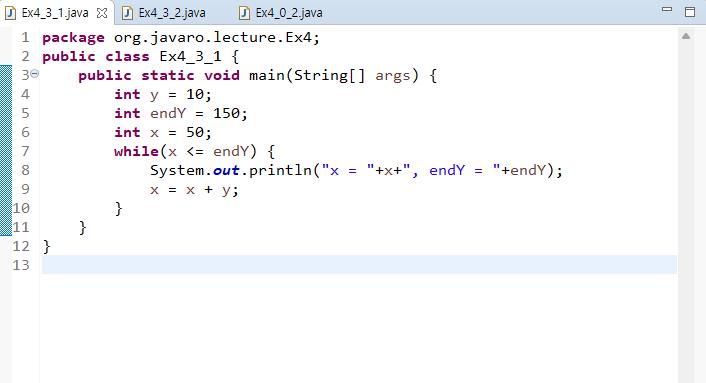 Ex4_3_1.java Ex4_3_2.java Ex4_0_2.java
1 package org.javaro.lecture.Ex4;
2 public class Ex4_3_1 {
3 public static void main(String[] args) {
4 int y = 10;
5 int endY = 150;
6 int x = 50;
7 while(x <= endY) {
8 System.out.println("x = "+x+", endY = "+endY);
9 x = x + y;
10 }
11 }
12 }
13